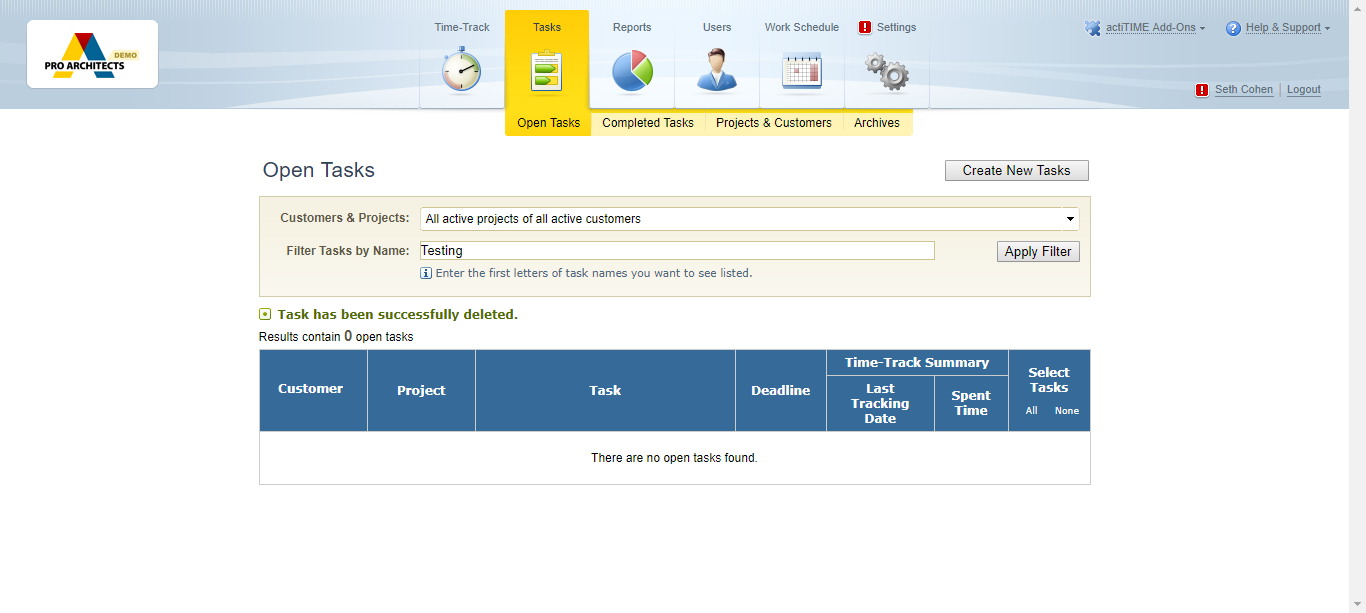 Time-Track
Tasks
Reports
Users
Work Schedule
! Settings
actiTIME Add-Ons
? Help & Support
DEMO
PRO ARCHITECTS
! Seth Cohen
Logout
Open Tasks
Completed Tasks
Projects & Customers
Archives
Open Tasks
Create New Tasks
Customers & Projects:
All active projects of all active customers
Filter Tasks by Name:
Testing
Apply Filter
i Enter the first letters of task names you want to see listed.
Task has been successfully deleted.
Results contain 0 open tasks
Customer
Project
Task
Deadline
Time-Track Summary
Last
Tracking
Date
Spent
Time
Select
Tasks
All None
There are no open tasks found.